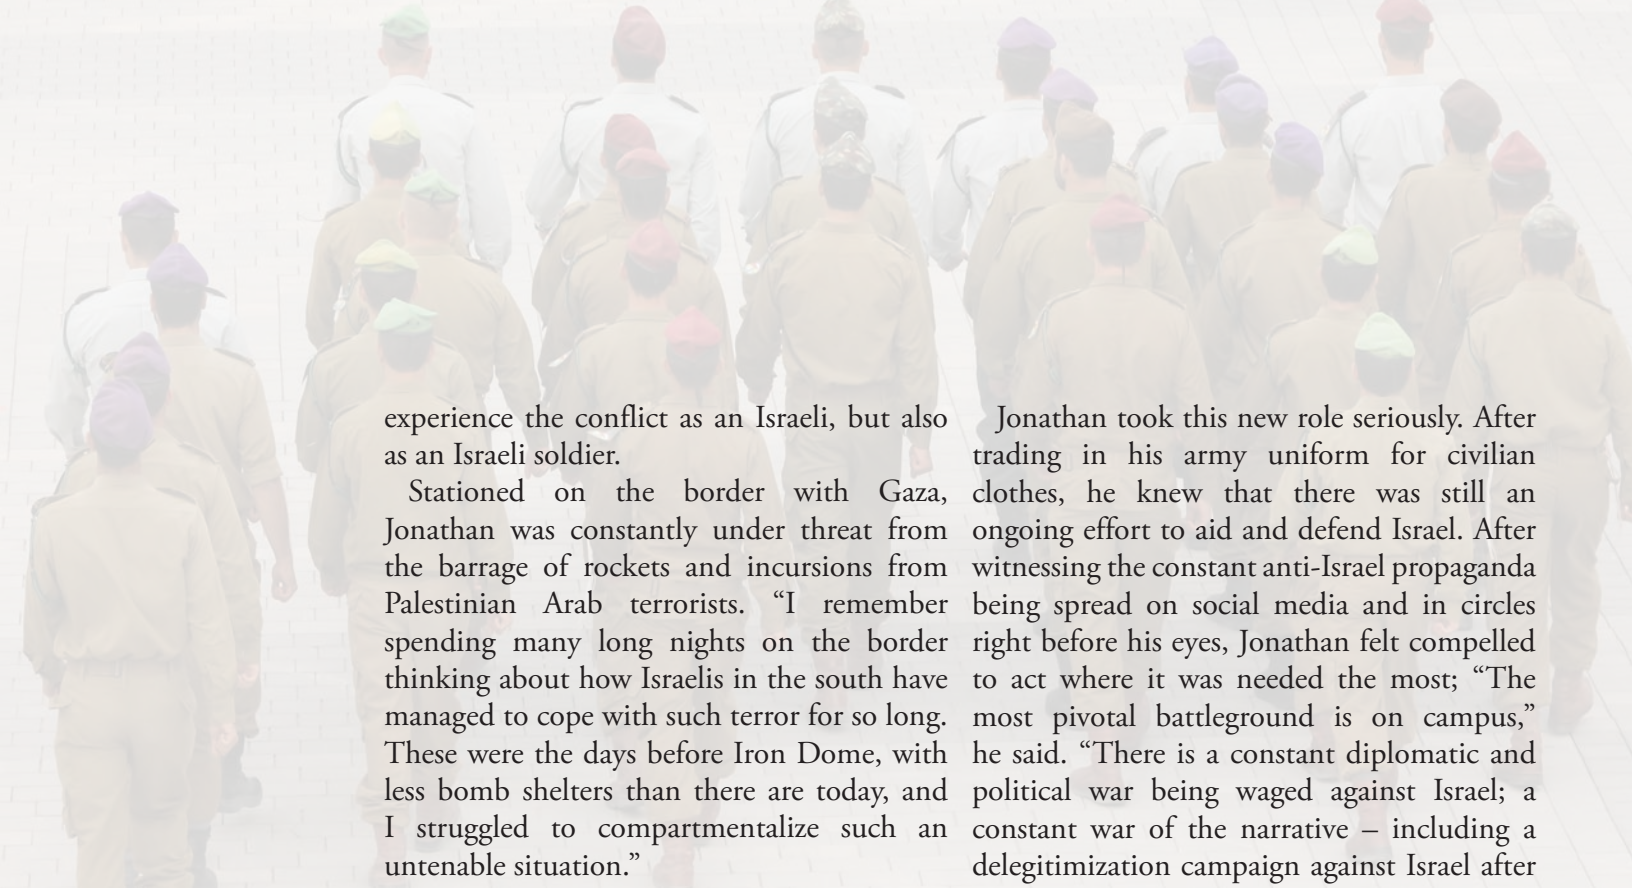 experience the conflict as an Israeli, but also
as an Israeli soldier.
Stationed on the border with Gaza,
Jonathan was constantly under threat from
the barrage of rockets and incursions from
Palestinian Arab terrorists. “I remember
spending many long nights on the border
thinking about how Israelis in the south have
managed to cope with such terror for so long.
These were the days before Iron Dome, with
less bomb shelters than there are today, and
I struggled to compartmentalize such an
untenable situation.”
Jonathan took this new role seriously. After
trading in his army uniform for civilian
clothes, he knew that there was still an
ongoing effort to aid and defend Israel. After
witnessing the constant anti-Israel propaganda
being spread on social media and in circles
right before his eyes, Jonathan felt compelled
to act where it was needed the most; “The
most pivotal battleground is on campus,”
he said. “There is a constant diplomatic and
political war being waged against Israel; a
constant war of the narrative – including a
delegitimization campaign against Israel after